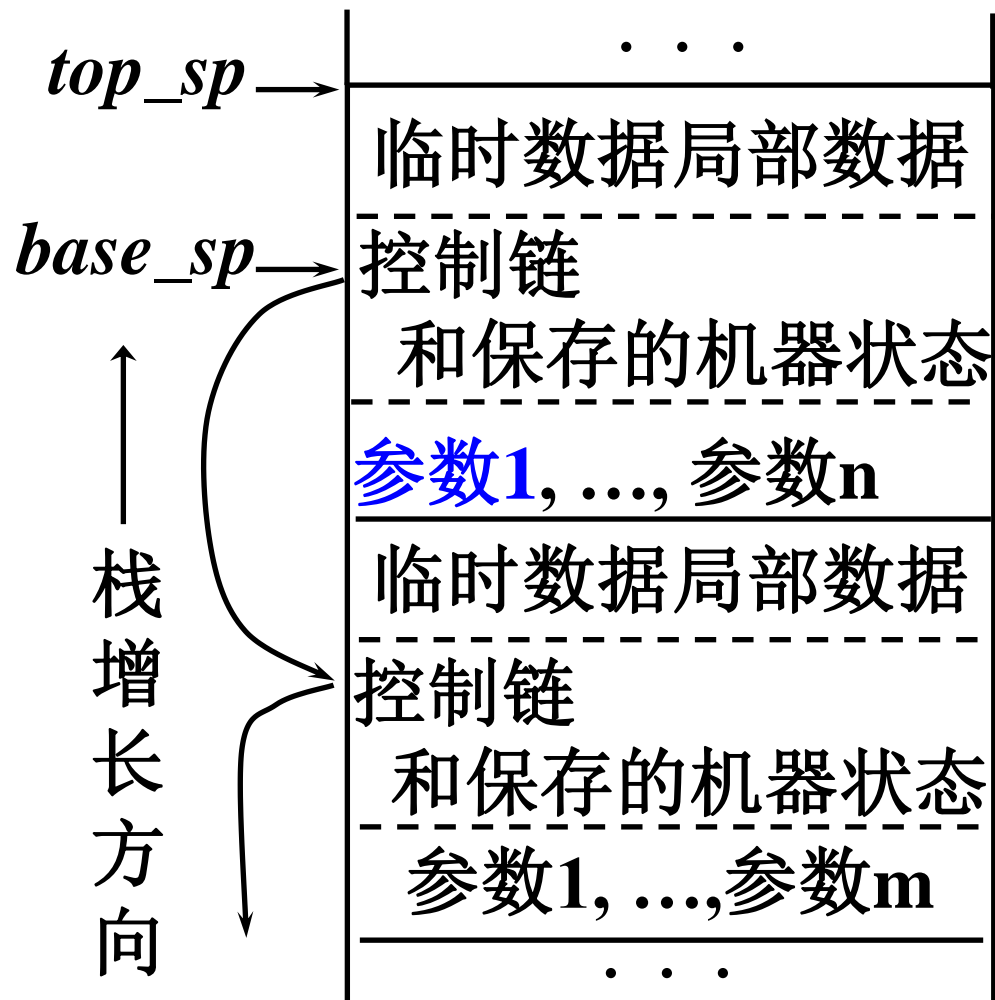 . . .
top_sp
临时数据局部数据
base_sp
控制链
和保存的机器状态
参数1, …, 参数n
临时数据局部数据
控制链
和保存的机器状态
参数1, …,参数m
. . .
栈
增
长
方
向